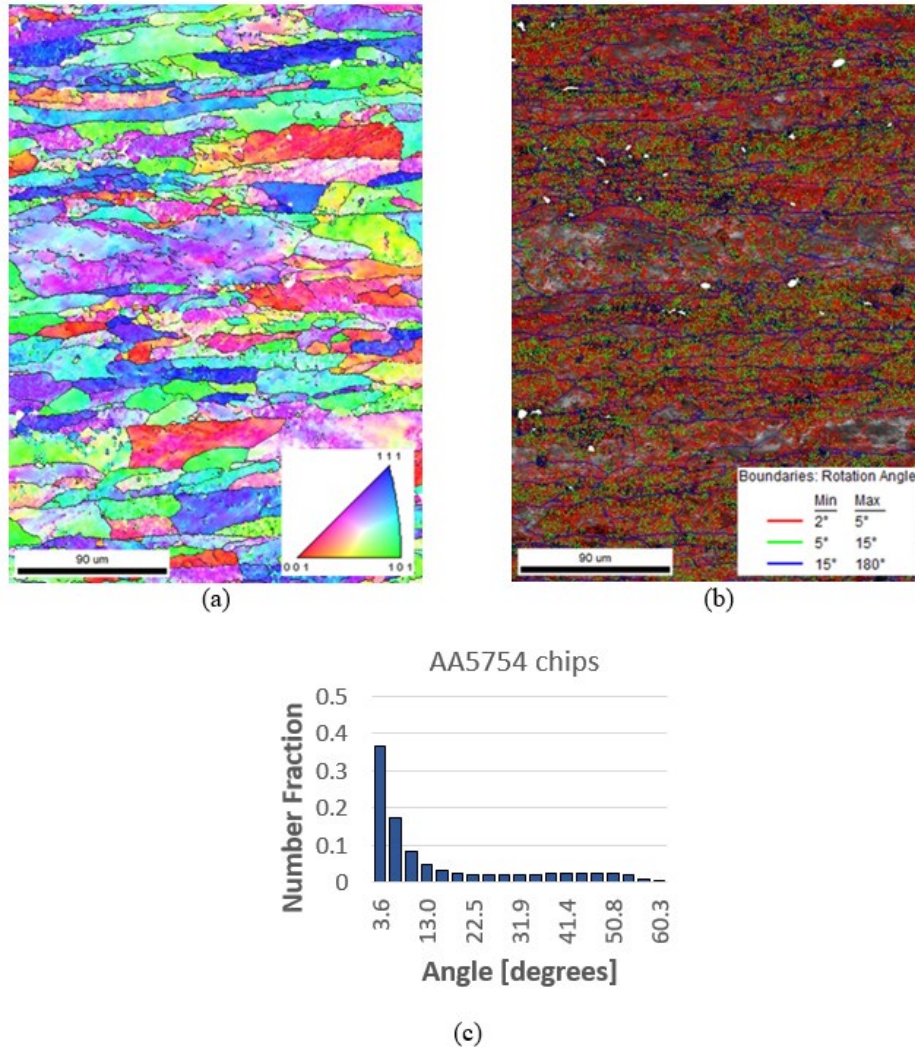 1 1 1
90 um
0 0 1
1 0 1
(a)
Boundaries: Rotation Angle
Min Max
2° 5°
5° 15°
15° 180°
90 um
(b)
AA5754 chips
Number Fraction
0.5
0.4
0.3
0.2
0.1
0
3.6
13.0
22.5
31.9
41.4
50.8
60.3
Angle [degrees]
(c)